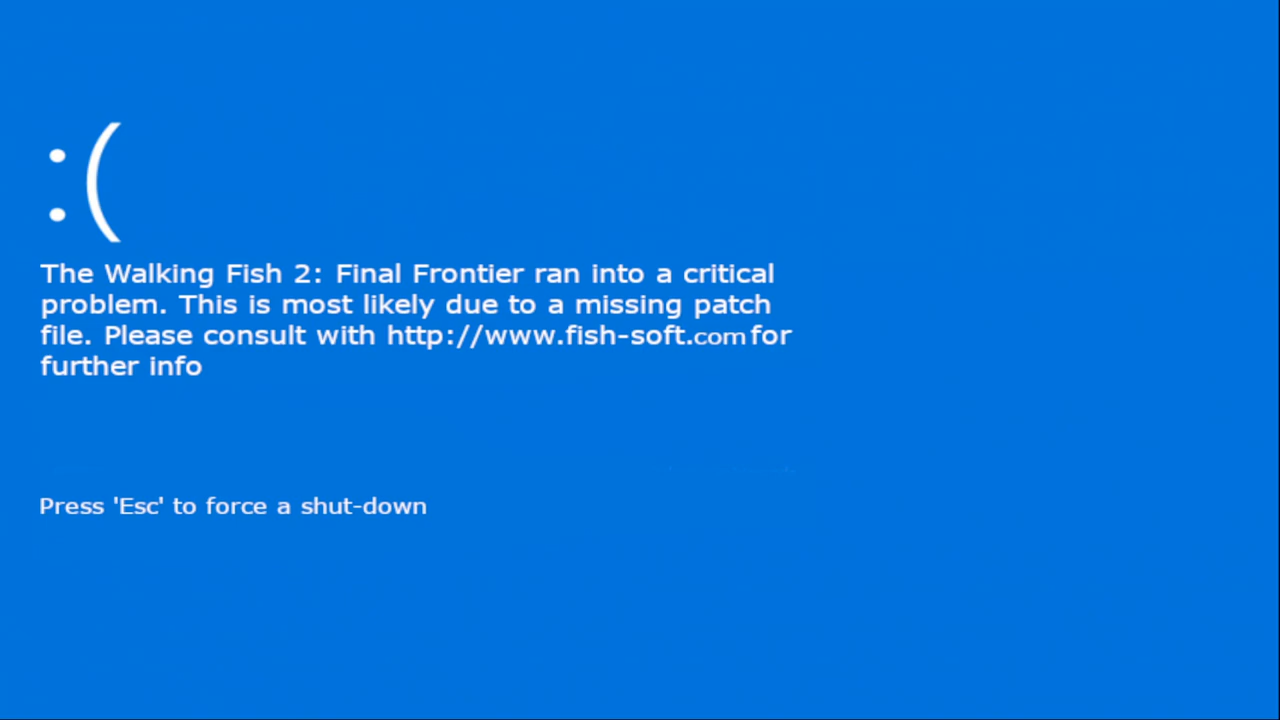 :(
The Walking Fish 2: Final Frontier ran into a critical
problem. This is most likely due to a missing patch
file. Please consult with http://www.fish-soft.com for
further info
Press 'Esc' to force a shut-down